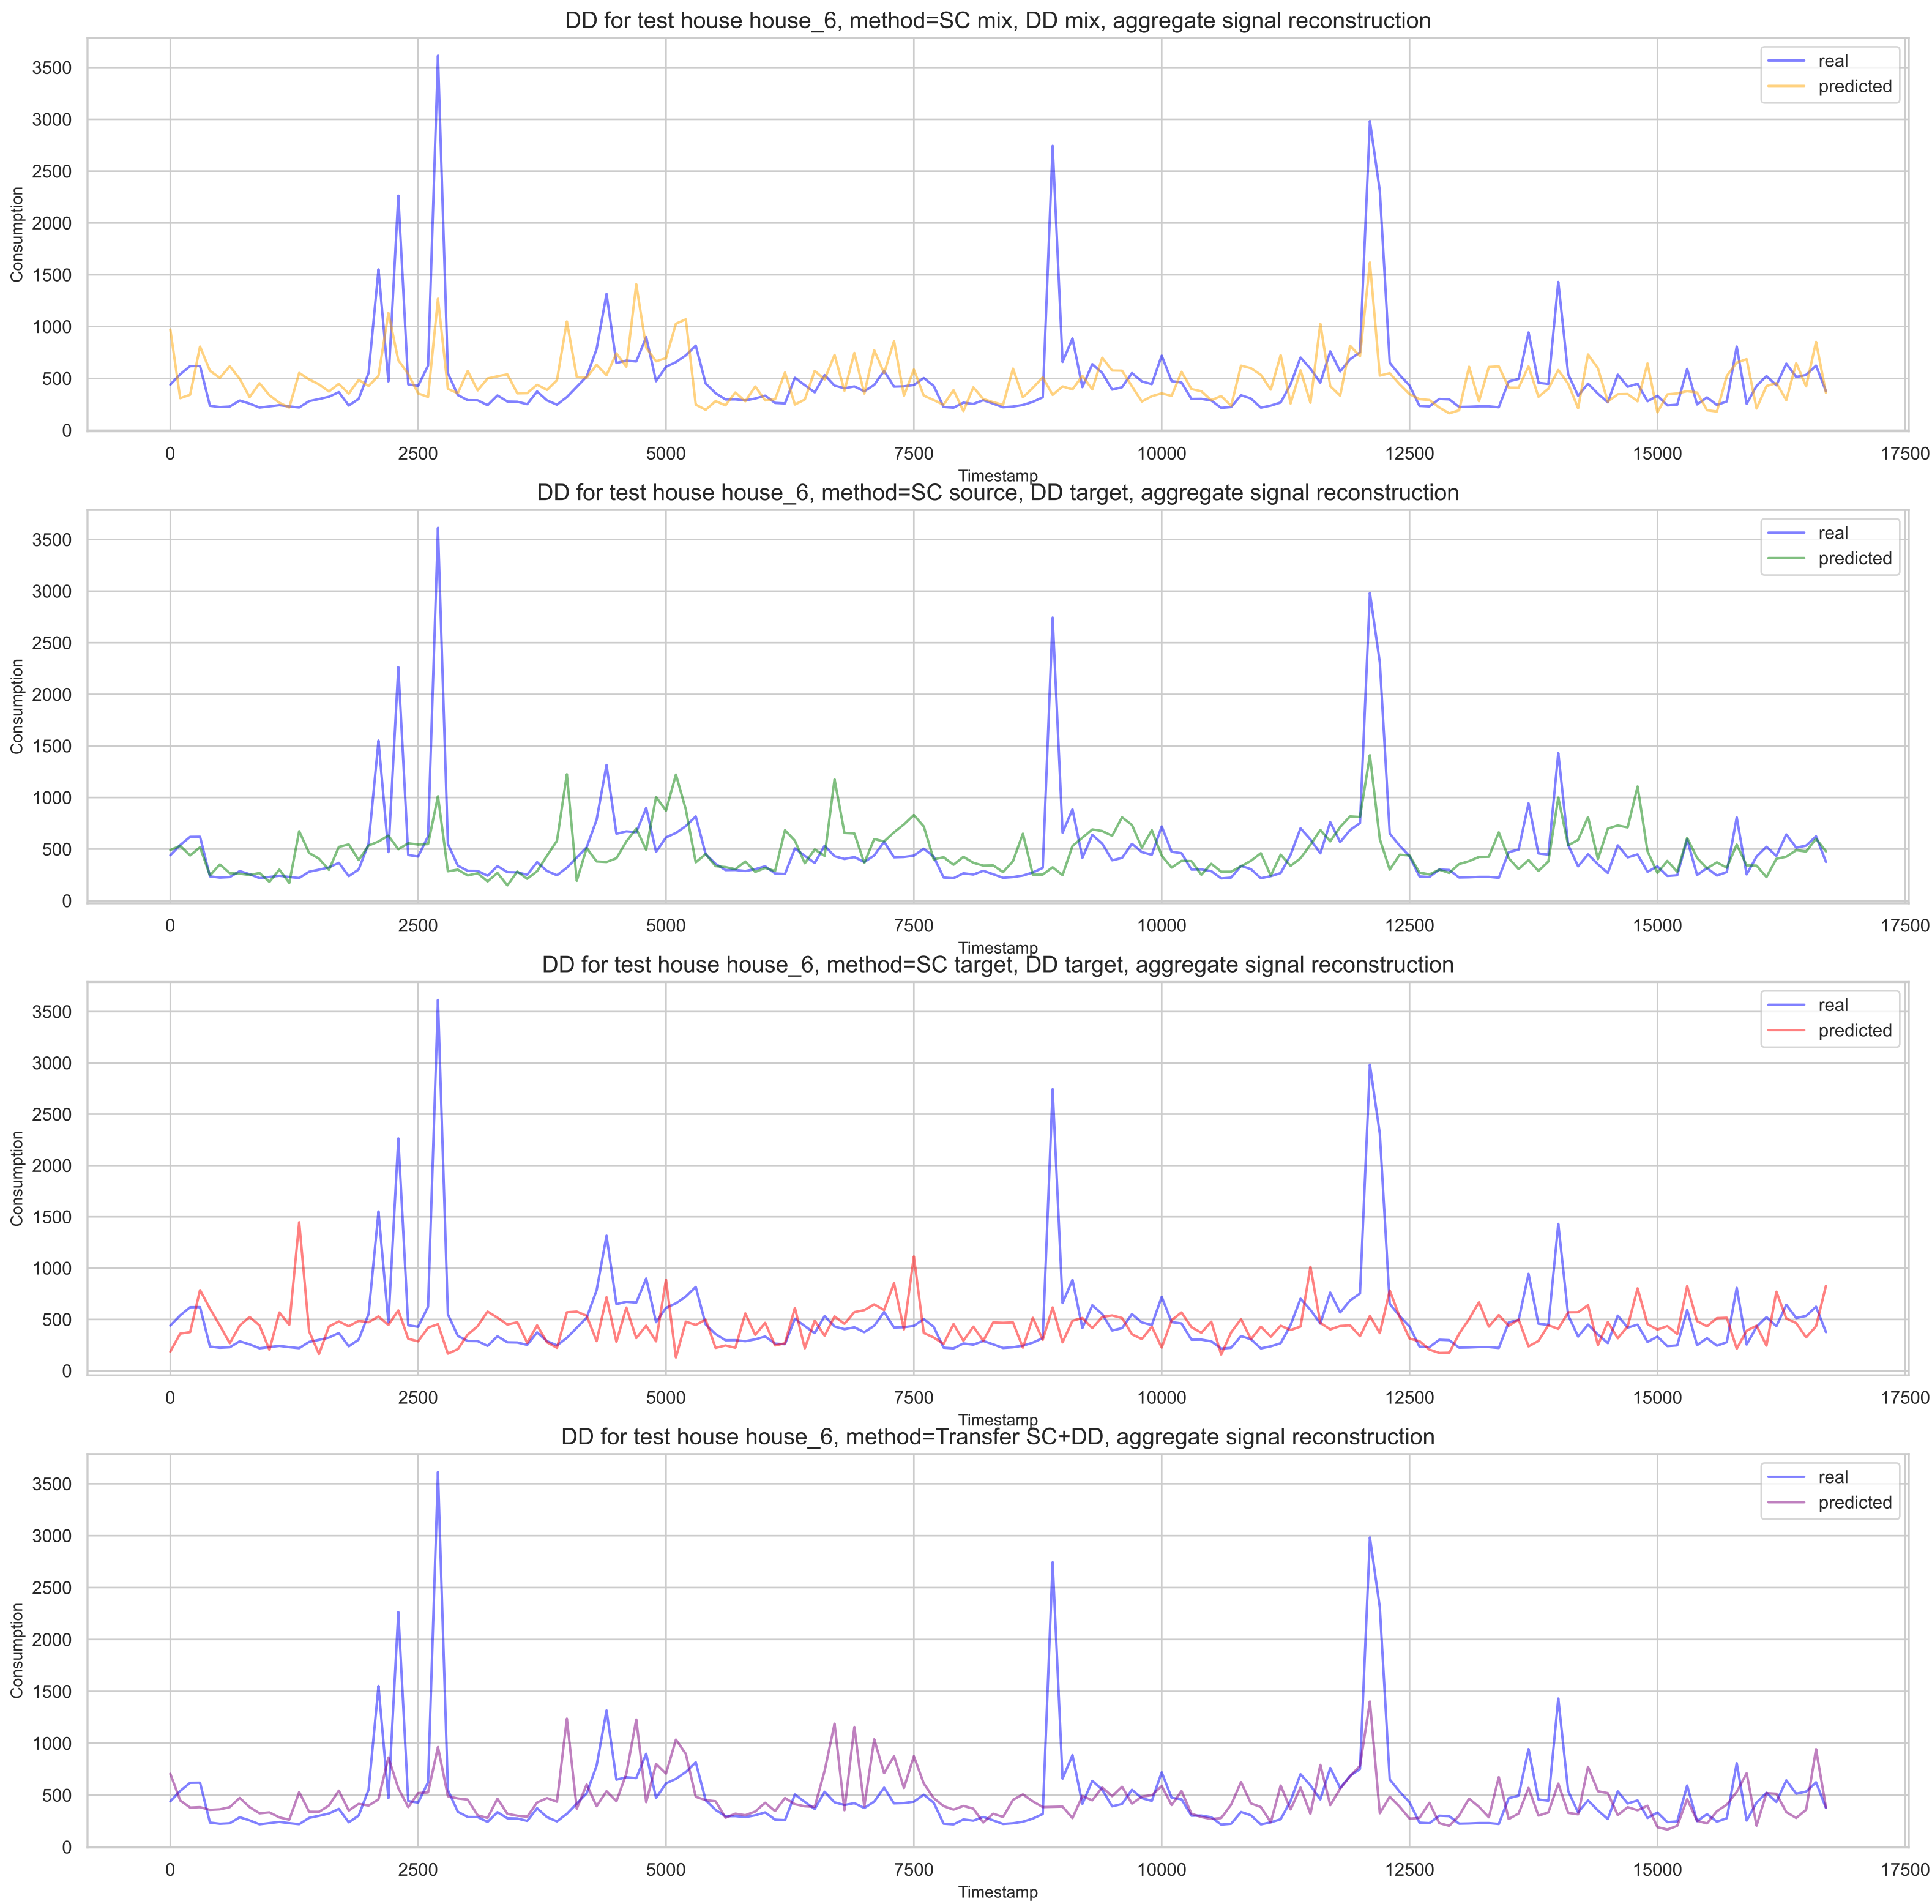 DD for test house house_6, method=SC mix, DD mix, aggregate signal reconstruction
real
predicted
3500
3000
2500
2000
1500
1000
500
0
Consumption
0 2500 5000 7500 10000 12500 15000 17500
Timestamp
DD for test house house_6, method=SC source, DD target, aggregate signal reconstruction
real
predicted
3500
3000
2500
2000
1500
1000
500
0
Consumption
0 2500 5000 7500 10000 12500 15000 17500
Timestamp
DD for test house house_6, method=SC target, DD target, aggregate signal reconstruction
real
predicted
3500
3000
2500
2000
1500
1000
500
0
Consumption
0 2500 5000 7500 10000 12500 15000 17500
Timestamp
DD for test house house_6, method=Transfer SC+DD, aggregate signal reconstruction
real
predicted
3500
3000
2500
2000
1500
1000
500
0
Consumption
0 2500 5000 7500 10000 12500 15000 17500
Timestamp